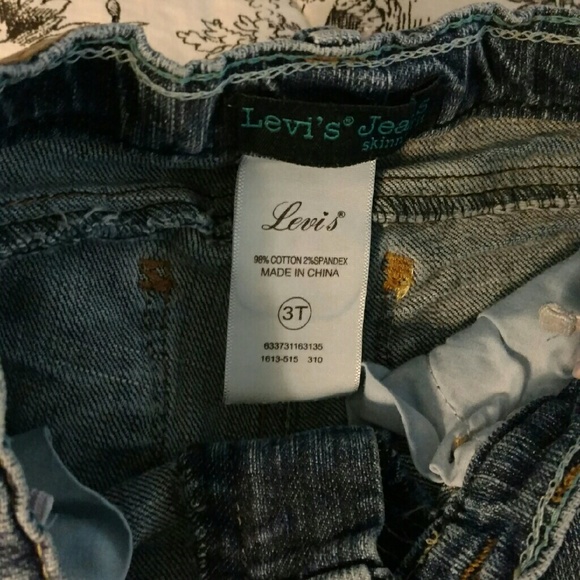 Levi's® Jeans
skinny
Levi's®
98% COTTON 2%SPANDEX
MADE IN CHINA
3T
633731163135
1613-515 310